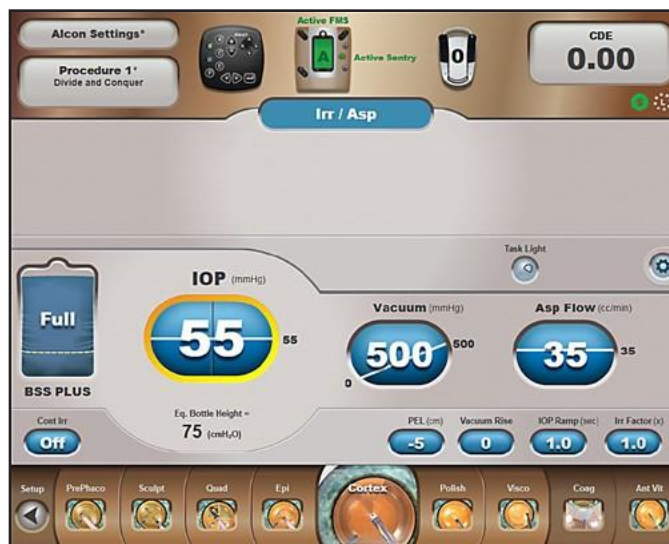 Alcon Settings*
Procedure 1*
Divide and Conquer
Active FMS
A
Active Sentry
0
CDE
0.00
S
L
Irr / Asp
Task Light
Full
BSS PLUS
IOP (mmHg)
55
55
Eq. Bottle Height =
75 (cmH₂O)
Vacuum (mmHg)
500
0
500
Asp Flow (cc/min)
35
35
Cont Irr
Off
PEL (cm)
-5
Vacuum Rise
0
IOP Ramp (sec)
1.0
Irr Factor (x)
1.0
Setup
PrePhaco
Sculpt
Quad
Epi
Cortex
Polish
Visco
Coag
Ant Vit